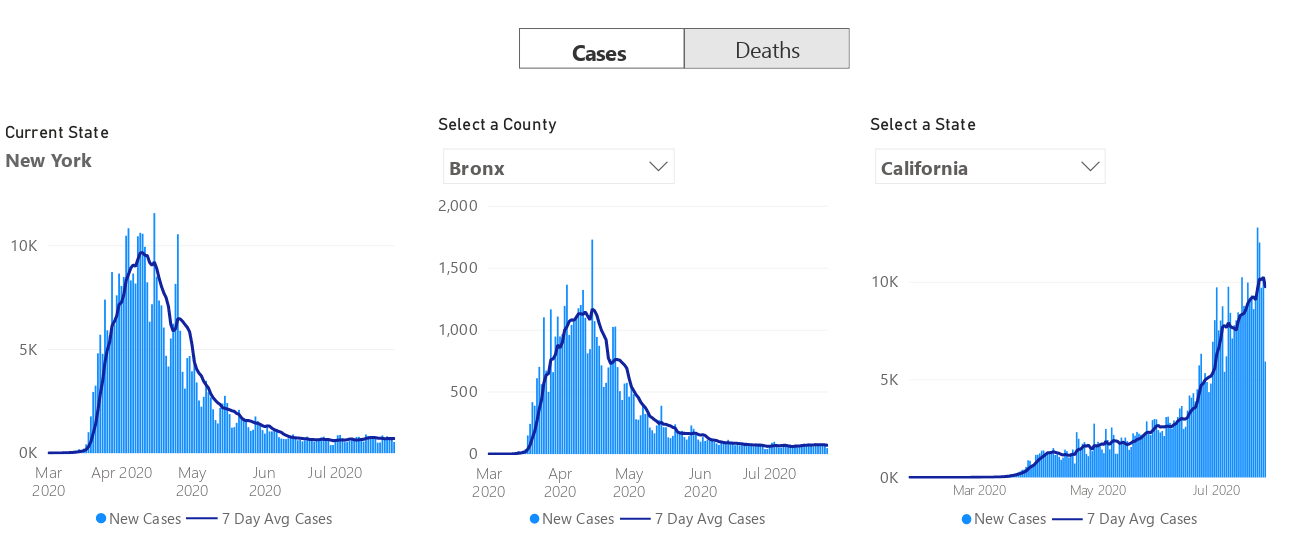 Cases
Deaths
Current State
New York
10K
5K
0K
Mar 2020
Apr 2020
May 2020
Jun 2020
Jul 2020
New Cases
7 Day Avg Cases
Select a County
Bronx
2,000
1,500
1,000
500
0
Mar 2020
Apr 2020
May 2020
Jun 2020
Jul 2020
New Cases
7 Day Avg Cases
Select a State
California
10K
5K
0K
Mar 2020
May 2020
Jul 2020
New Cases
7 Day Avg Cases